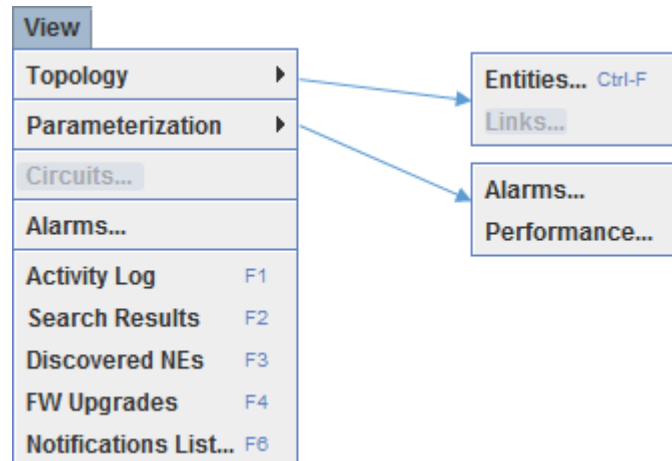 View
Topology
Parameterization
Circuits...
Alarms...
Activity Log F1
Search Results F2
Discovered NEs F3
FW Upgrades F4
Notifications List... F6
Entities... Ctrl-F
Links...
Alarms...
Performance...